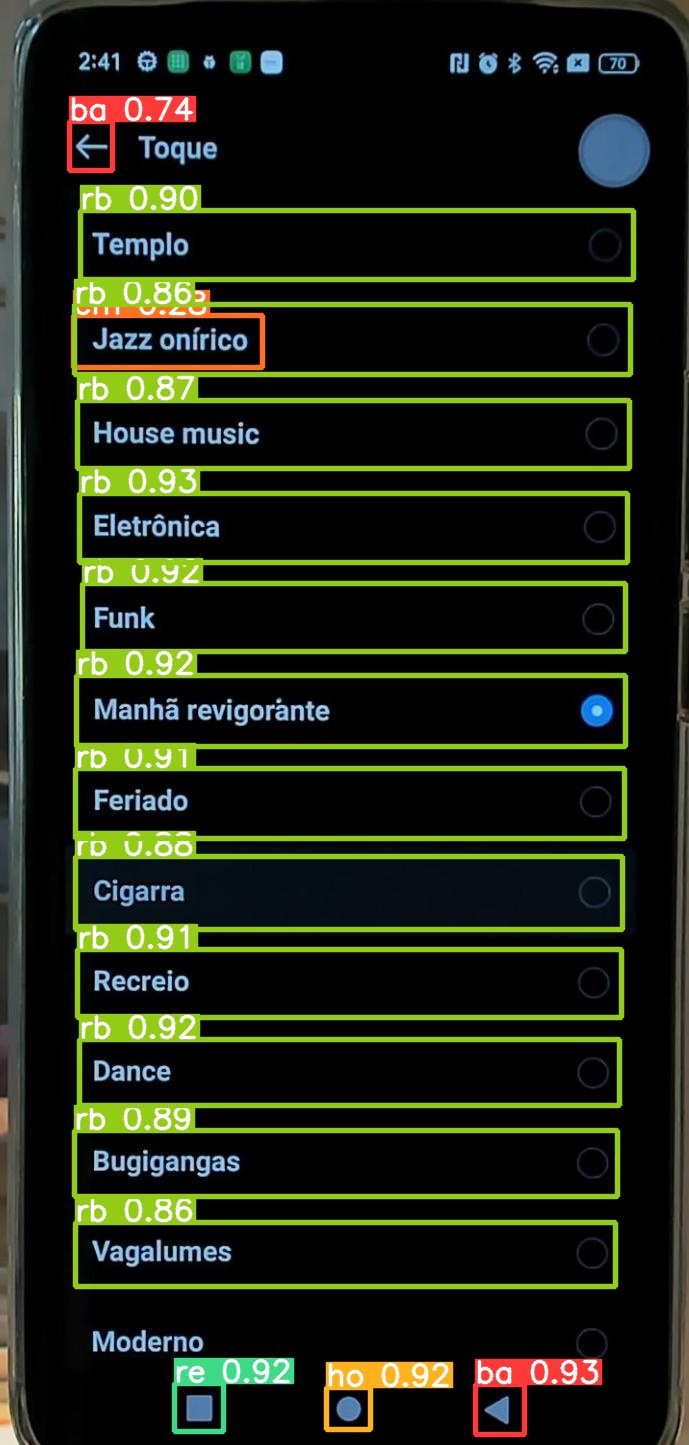 2:41 70
ba 0.74
← Toque
rb 0.90
Templo
rb 0.86
Jazz onírico
rb 0.87
House music
rb 0.93
Eletrônica
rb 0.92
Funk
rb 0.92
Manhã revigorante
rb 0.91
Feriado
rb 0.88
Cigarra
rb 0.91
Recreio
rb 0.92
Dance
rb 0.89
Bugigangas
rb 0.86
Vagalumes
Moderno
re 0.92 ho 0.92 ba 0.93